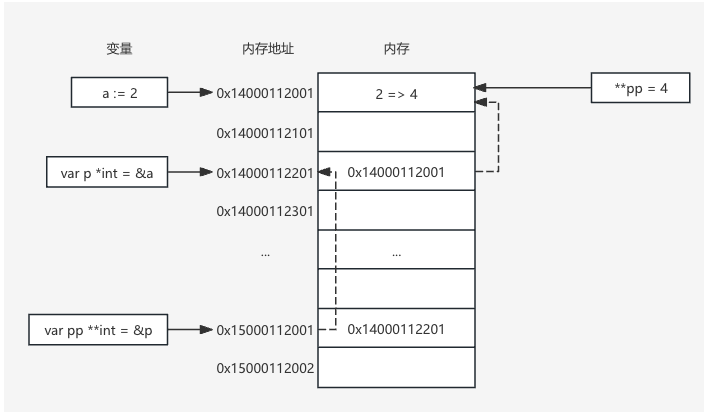 变量 内存地址 内存
a := 2 0x14000112001 2 => 4 **pp = 4
0x14000112101
var p *int = &a 0x14000112201 0x14000112001
0x14000112301
... ...
var pp **int = &p 0x15000112001 0x14000112201
0x15000112002